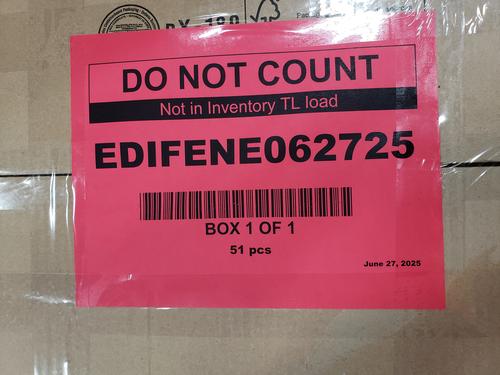 DO NOT COUNT
Not in Inventory TL load
EDIFENE062725
BOX 1 OF 1
51 pcs
June 27, 2025